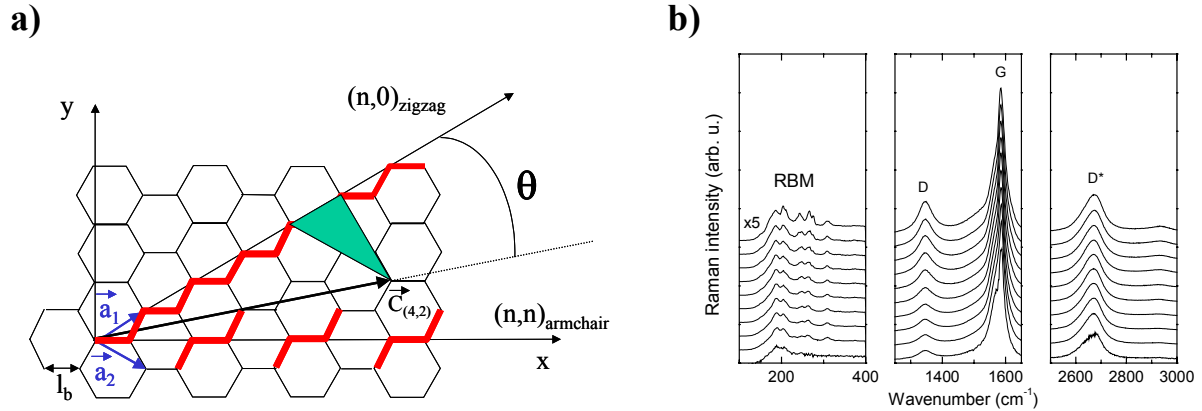 a)
y
(n,0)zigzag
θ
a1
C(4,2)
(n,n)armchair
a2
x
lb
b)
Raman intensity (arb. u.)
RBM
x5
D
G
D*
200 400
1400 1600
2600 2800 3000
Wavenumber (cm-1)